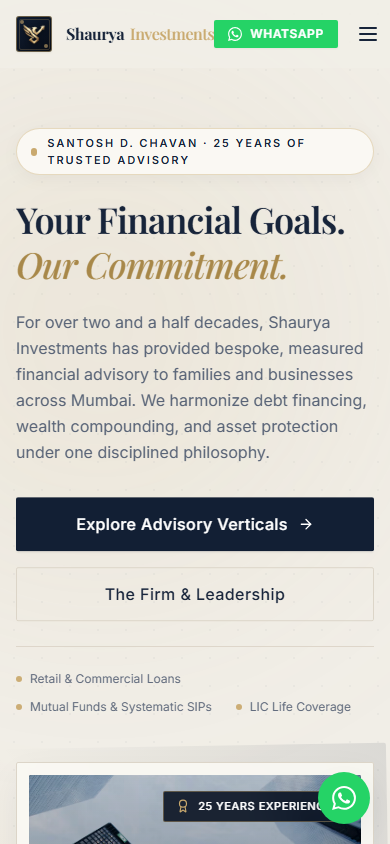 Shaurya Investments
WHATSAPP
SANTOSH D. CHAVAN · 25 YEARS OF
TRUSTED ADVISORY
Your Financial Goals.
Our Commitment.
For over two and a half decades, Shaurya
Investments has provided bespoke, measured
financial advisory to families and businesses
across Mumbai. We harmonize debt financing,
wealth compounding, and asset protection
under one disciplined philosophy.
Explore Advisory Verticals →
The Firm & Leadership
Retail & Commercial Loans
Mutual Funds & Systematic SIPs
LIC Life Coverage
25 YEARS